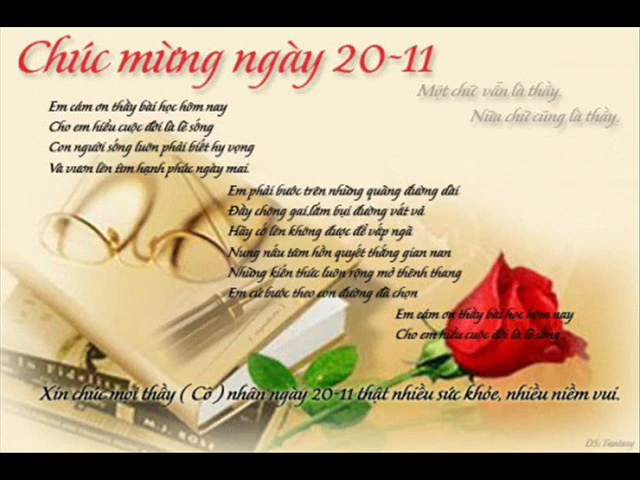 Chúc mừng ngày 20-11
Một chữ vẫn là thầy.
Nửa chữ cũng là thầy.
Em cám ơn thầy bài học hôm nay
Cho em hiểu cuộc đời là lẽ sống
Con người sống luôn phải biết hy vọng
Và vươn lên tìm hạnh phúc ngày mai.
Em phải bước trên những quãng đường dài
Đầy chông gai,lắm bụi đường vất vả
Hãy cố lên không được để vấp ngã
Nung nấu tâm hồn quyết thắng gian nan
Những kiến thức luôn rộng mở thênh thang
Em cứ bước theo con đường đã chọn
Em cám ơn thầy bài học hôm nay
Cho em hiểu cuộc đời là lẽ sống
Xin chúc mọi thầy ( Cô ) nhân ngày 20-11 thật nhiều sức khỏe, nhiều niềm vui.
W. J. ROSE
DS: Fantasy